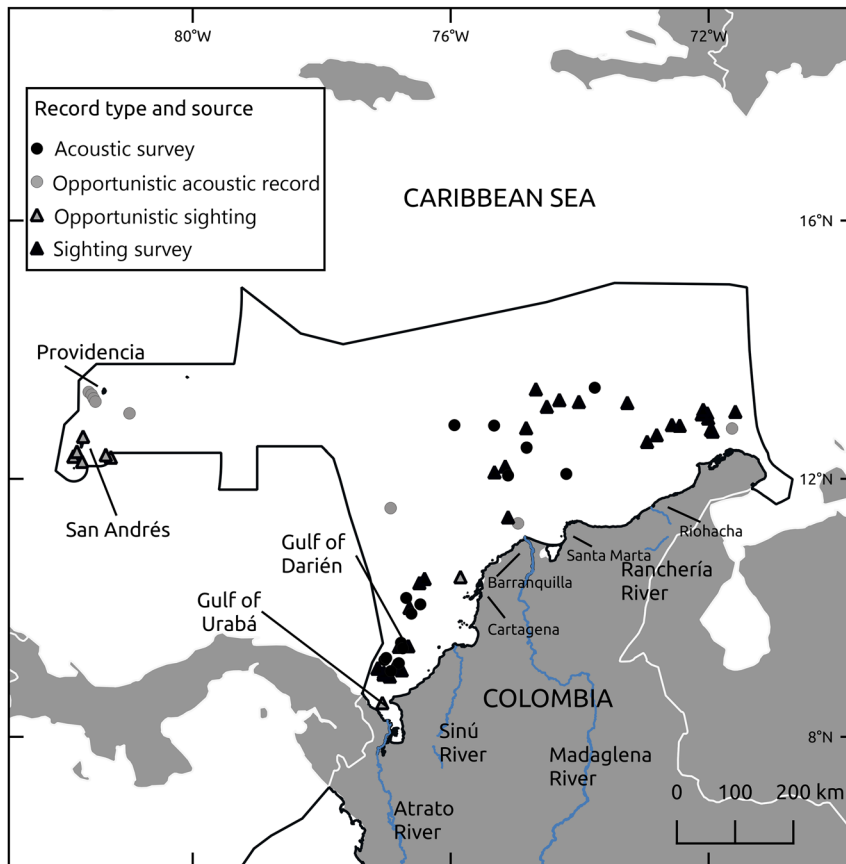 80°W
76°W
72°W
Record type and source
Acoustic survey
Opportunistic acoustic record
Opportunistic sighting
Sighting survey
CARIBBEAN SEA
16°N
Providencia
12°N
San Andrés
Gulf of
Darién
Riohacha
Santa Marta
Ranchería
River
Barranquilla
Gulf of
Urabá
Cartagena
COLOMBIA
Sinú
River
8°N
Madaglena
River
Atrato
River
0 100 200 km